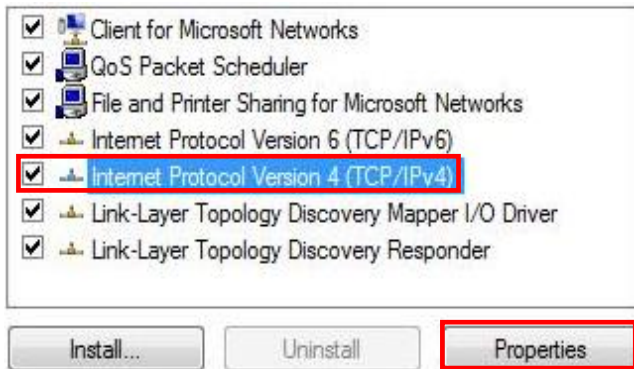 Client for Microsoft Networks
QoS Packet Scheduler
File and Printer Sharing for Microsoft Networks
Internet Protocol Version 6 (TCP/IPv6)
Internet Protocol Version 4 (TCP/IPv4)
Link-Layer Topology Discovery Mapper I/O Driver
Link-Layer Topology Discovery Responder
Install... Uninstall Properties